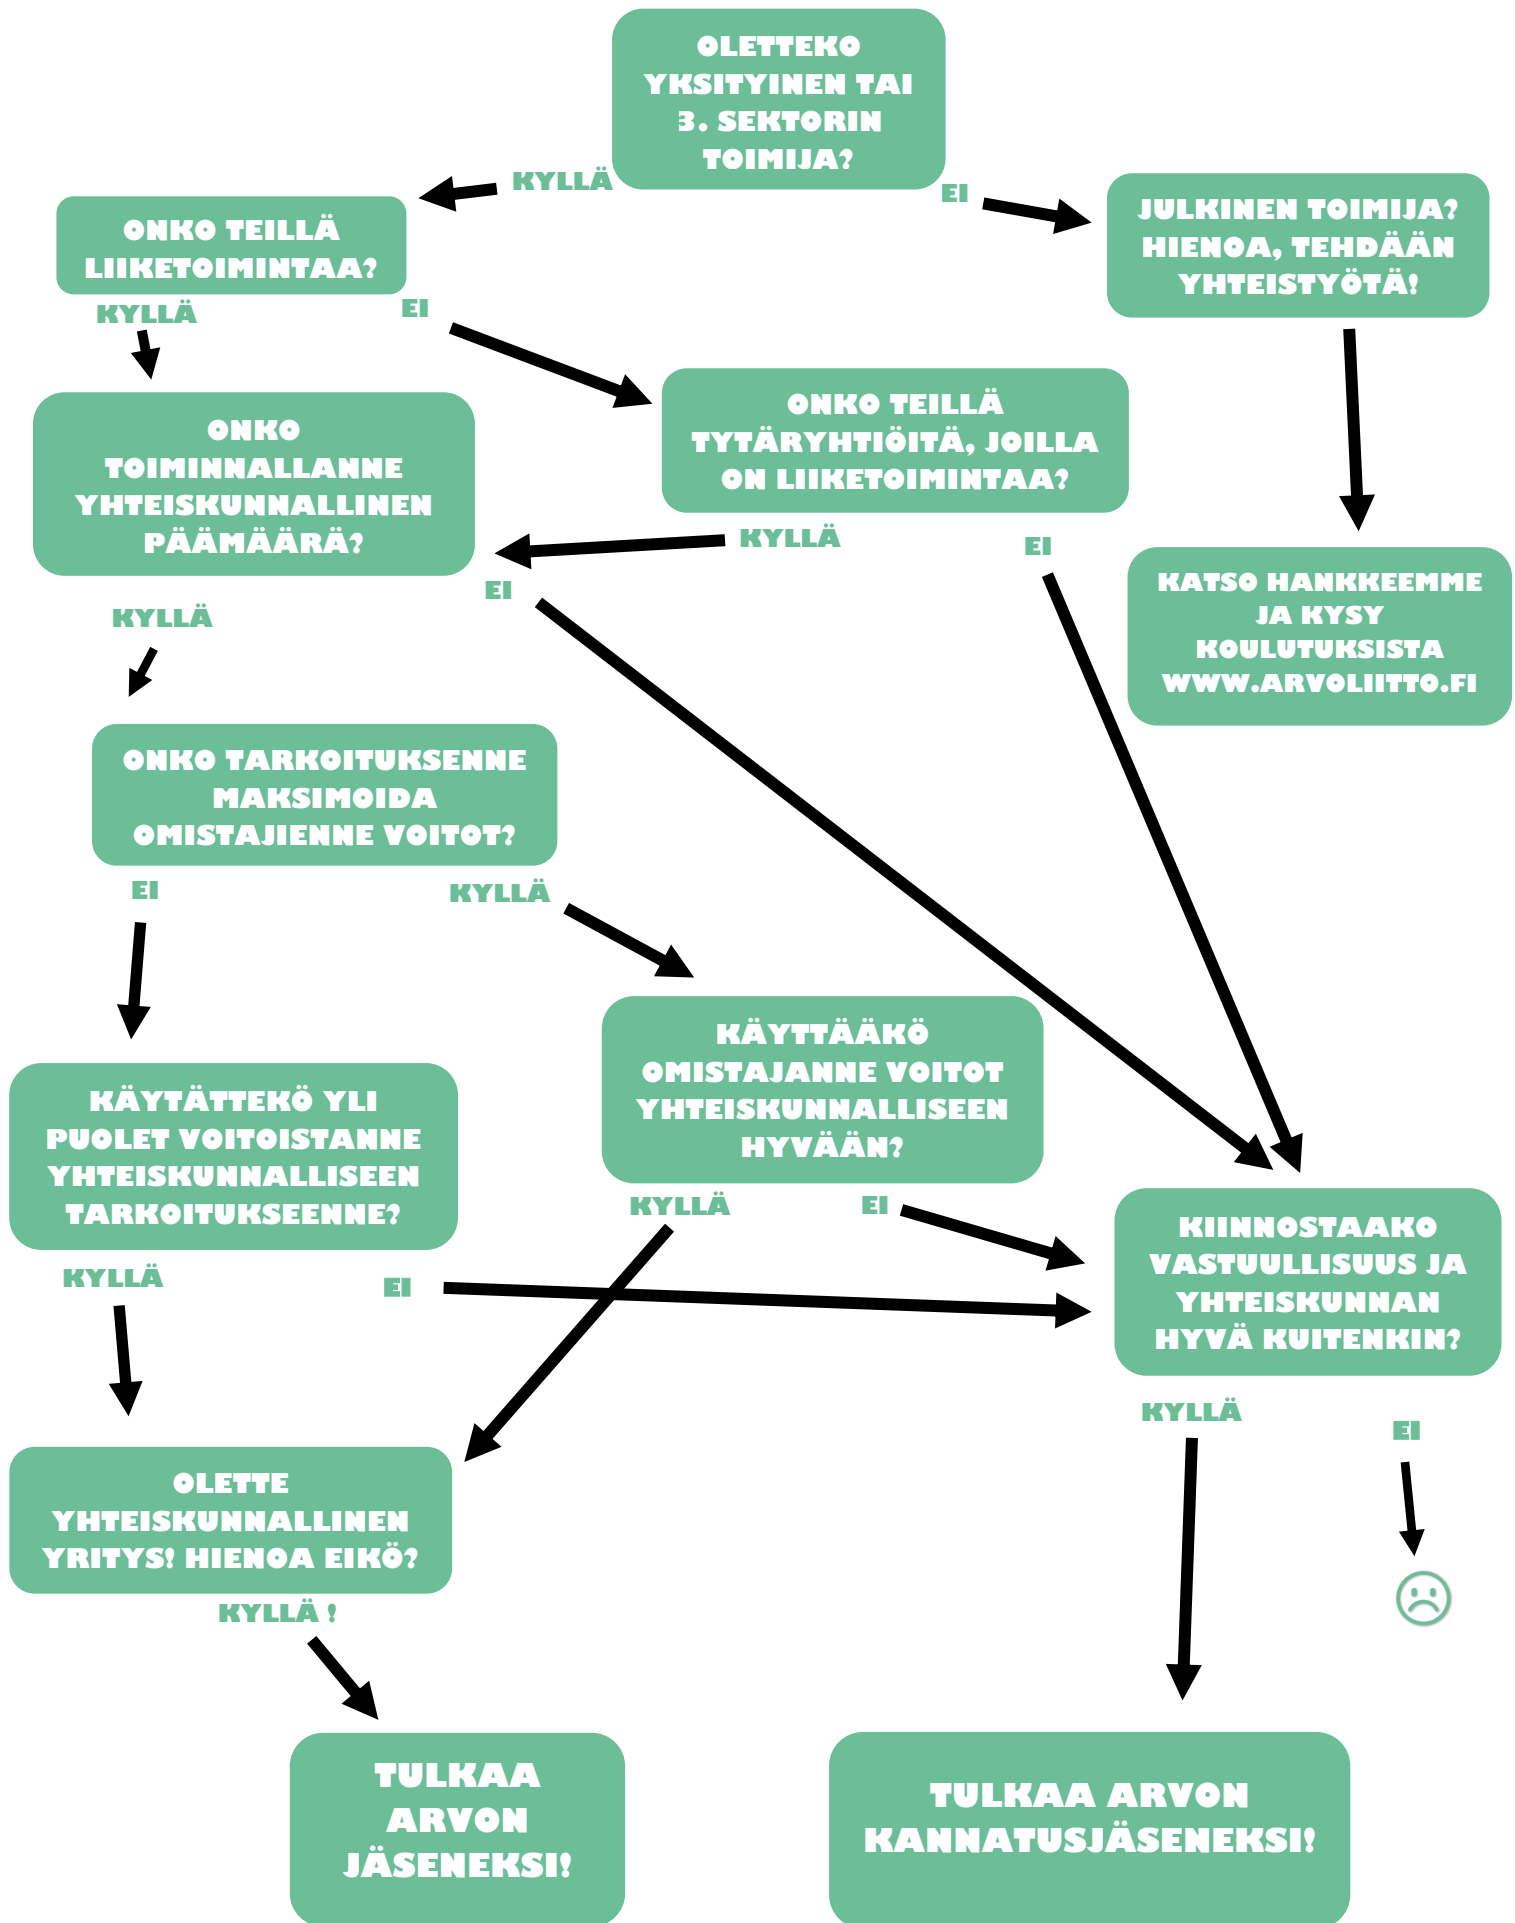 OLETTEKO
YKSITYINEN TAI
3. SEKTORIN
TOIMIJA?
KYLLÄ
EI
JULKINEN TOIMIJA?
HIENOA, TEHDÄÄN
YHTEISTYÖTÄ!
ONKO TEILLÄ
LIIKETOIMINTAA?
KYLLÄ
EI
ONKO TEILLÄ
TYTÄRYHTIÖITÄ, JOILLA
ON LIIKETOIMINTAA?
KYLLÄ
EI
ONKO
TOIMINNALLANNE
YHTEISKUNNALLINEN
PÄÄMÄÄRÄ?
EI
KYLLÄ
KATSO HANKKEEMME
JA KYSY
KOULUTUKSISTA
WWW.ARVOLIITTO.FI
ONKO TARKOITUKSENNE
MAKSIMOIDA
OMISTAJIENNE VOITOT?
EI
KYLLÄ
KÄYTTÄÄKÖ
OMISTAJANNE VOITOT
YHTEISKUNNALLISEEN
HYVÄÄN?
KYLLÄ
EI
KÄYTÄTTEKÖ YLI
PUOLET VOITOISTANNE
YHTEISKUNNALLISEEN
TARKOITUKSEENNE?
KYLLÄ
EI
KIINNOSTAAKO
VASTUULLISUUS JA
YHTEISKUNNAN
HYVÄ KUITENKIN?
KYLLÄ
EI
OLETTE
YHTEISKUNNALLINEN
YRITYS! HIENOA EIKÖ?
KYLLÄ !
TULKAA
ARVON
JÄSENEKSI!
TULKAA ARVON
KANNATUSJÄSENEKSI!